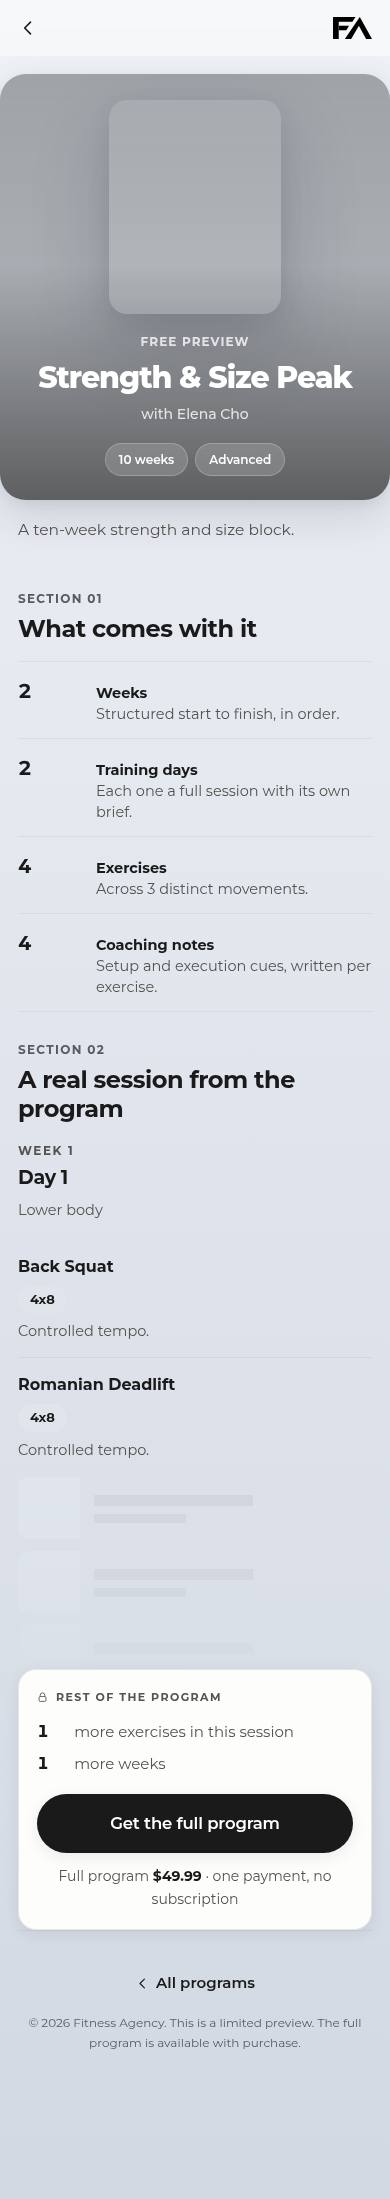 FA
FREE PREVIEW
Strength & Size Peak
with Elena Cho
10 weeks
Advanced
A ten-week strength and size block.
SECTION 01
What comes with it
2
Weeks
Structured start to finish, in order.
2
Training days
Each one a full session with its own
brief.
4
Exercises
Across 3 distinct movements.
4
Coaching notes
Setup and execution cues, written per
exercise.
SECTION 02
A real session from the
program
WEEK 1
Day 1
Lower body
Back Squat
4x8
Controlled tempo.
Romanian Deadlift
4x8
Controlled tempo.
REST OF THE PROGRAM
1 more exercises in this session
1 more weeks
Get the full program
Full program $49.99 · one payment, no
subscription
All programs
© 2026 Fitness Agency. This is a limited preview. The full
program is available with purchase.